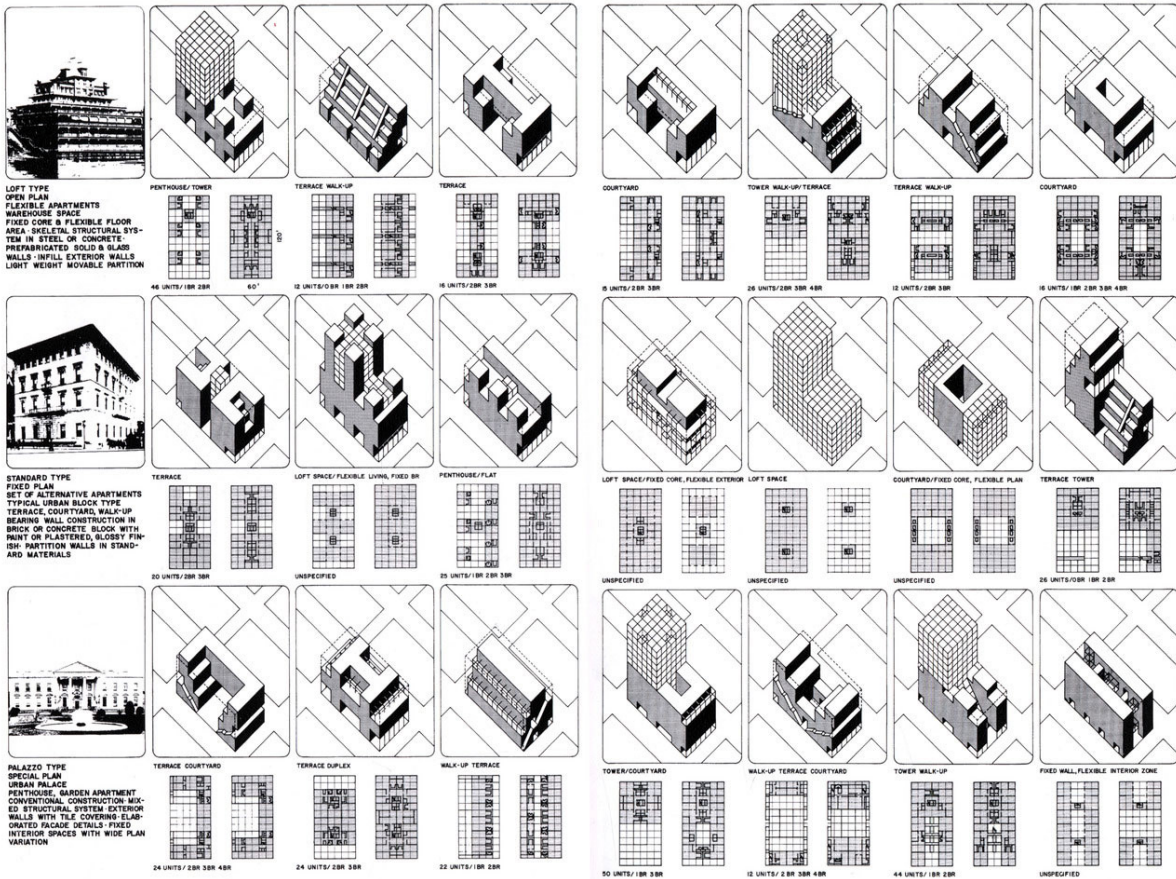 LOFT TYPE
OPEN PLAN
FLEXIBLE APARTMENTS
WAREHOUSE SPACE
FIXED CORE & FLEXIBLE FLOOR
AREA · SKELETAL STRUCTURAL SYS-
TEM IN STEEL OR CONCRETE ·
PREFABRICATED SOLID & GLASS
WALLS · INFILL EXTERIOR WALLS
LIGHT WEIGHT MOVABLE PARTITION
PENTHOUSE/TOWER
120'
46 UNITS/1BR 2BR
60'
TERRACE WALK-UP
12 UNITS/0BR 1BR 2BR
TERRACE
16 UNITS/2BR 3BR
COURTYARD
15 UNITS/2BR 3BR
TOWER WALK-UP/TERRACE
26 UNITS/2BR 3BR 4BR
TERRACE WALK-UP
12 UNITS/2BR 3BR
COURTYARD
16 UNITS/1BR 2BR 3BR 4BR
STANDARD TYPE
FIXED PLAN
SET OF ALTERNATIVE APARTMENTS
TYPICAL URBAN BLOCK TYPE
TERRACE, COURTYARD, WALK-UP
BEARING WALL CONSTRUCTION IN
BRICK OR CONCRETE BLOCK WITH
PAINT OR PLASTERED, GLOSSY FIN-
ISH · PARTITION WALLS IN STAND-
ARD MATERIALS
TERRACE
20 UNITS/2BR 3BR
LOFT SPACE/FLEXIBLE LIVING, FIXED BR
UNSPECIFIED
PENTHOUSE/FLAT
25 UNITS/1BR 2BR 3BR
LOFT SPACE/FIXED CORE, FLEXIBLE EXTERIOR
UNSPECIFIED
LOFT SPACE
UNSPECIFIED
COURTYARD/FIXED CORE, FLEXIBLE PLAN
UNSPECIFIED
TERRACE TOWER
26 UNITS/0BR 1BR 2BR
PALAZZO TYPE
SPECIAL PLAN
URBAN PALACE
PENTHOUSE, GARDEN APARTMENT
CONVENTIONAL CONSTRUCTION · MIX-
ED STRUCTURAL SYSTEM · EXTERIOR
WALLS WITH TILE COVERING · ELAB-
ORATED FACADE DETAILS · FIXED
INTERIOR SPACES WITH WIDE PLAN
VARIATION
TERRACE COURTYARD
24 UNITS/2BR 3BR 4BR
TERRACE DUPLEX
24 UNITS/2BR 3BR
WALK-UP TERRACE
22 UNITS/1BR 2BR
TOWER/COURTYARD
50 UNITS/1BR 3BR
WALK-UP TERRACE COURTYARD
12 UNITS/2BR 3BR 4BR
TOWER WALK-UP
44 UNITS/1BR 2BR
FIXED WALL, FLEXIBLE INTERIOR ZONE
UNSPECIFIED